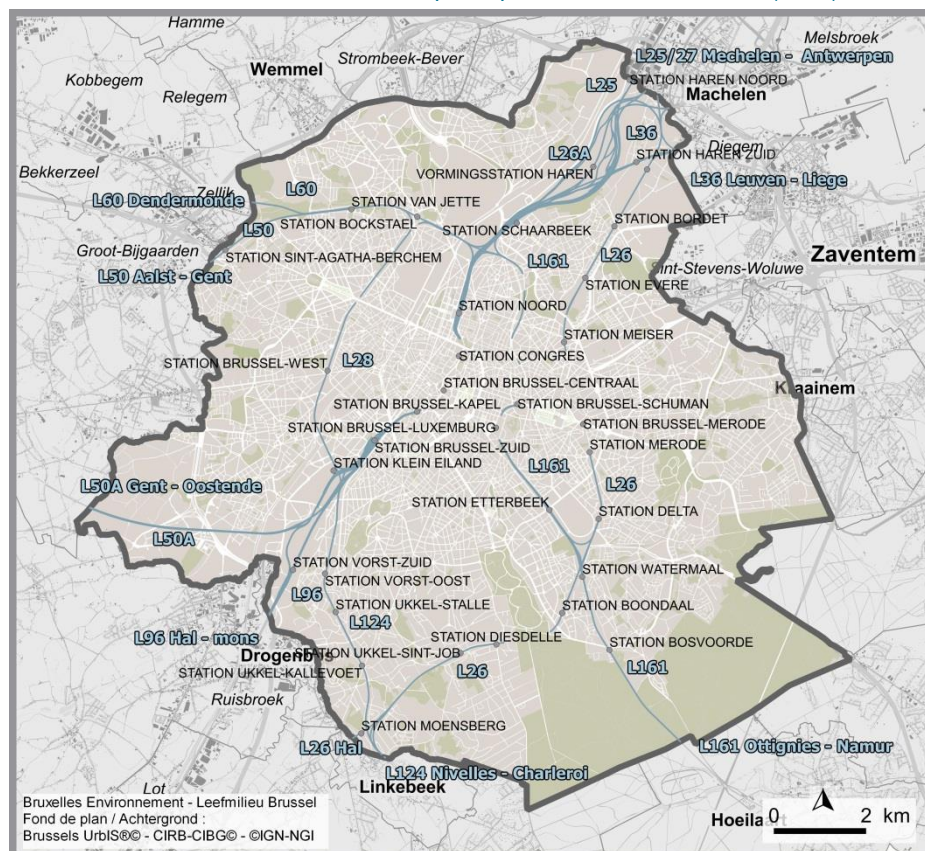 Hamme
Melsbroek
Strombeek-Bever
L25/27 Mechelen - Antwerpen
Wemmel
Kobbegem
STATION HAREN NOORD
L25
Machelen
Relegem
L36
Diegem
L26A
STATION HAREN ZUID
Bekkerzeel
VORMINGSSTATION HAREN
L36 Leuven - Liege
Zellik
L60
L60 Dendermonde
STATION VAN JETTE
STATION BOCKSTAEL
STATION BORDET
L50
STATION SCHAARBEEK
Groot-Bijgaarden
STATION SINT-AGATHA-BERCHEM
L26
Zaventem
L161
Sint-Stevens-Woluwe
L50 Aalst - Gent
STATION EVERE
STATION NOORD
STATION MEISER
STATION CONGRES
STATION BRUSSEL-WEST
L28
STATION BRUSSEL-CENTRAAL
Kraainem
STATION BRUSSEL-KAPEL
STATION BRUSSEL-SCHUMAN
STATION BRUSSEL-LUXEMBURG
STATION BRUSSEL-MERODE
STATION BRUSSEL-ZUID
STATION MERODE
STATION KLEIN EILAND
L161
L50A Gent - Oostende
L26
STATION ETTERBEEK
STATION DELTA
L50A
STATION VORST-ZUID
STATION VORST-OOST
STATION WATERMAAL
L96
STATION UKKEL-STALLE
STATION BOONDAAL
L124
L96 Hal - mons
STATION DIESDELLE
STATION BOSVOORDE
Drogenbos
STATION UKKEL-SINT-JOB
L161
STATION UKKEL-KALLEVOET
L26
Ruisbroek
STATION MOENSBERG
L26 Hal
L161 Ottignies - Namur
L124 Nivelles - Charleroi
Lot
Linkebeek
Bruxelles Environnement - Leefmilieu Brussel
Fond de plan / Achtergrond :
Brussels UrbIS®© - CIRB-CIBG© - ©IGN-NGI
Hoeilaart
0 2 km